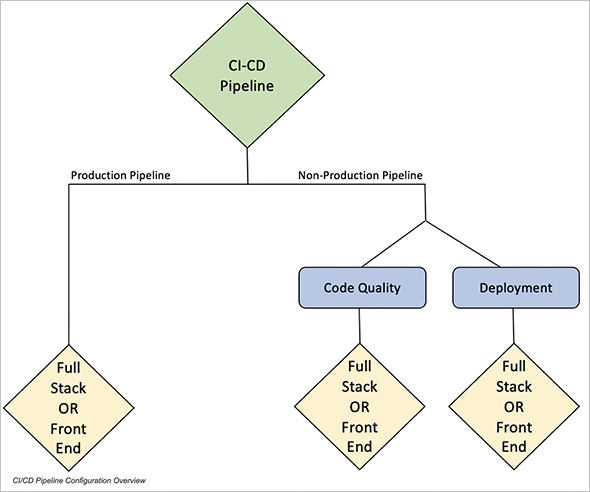 CI-CD
Pipeline
Production Pipeline
Non-Production Pipeline
Code Quality
Deployment
Full
Stack
OR
Front
End
Full
Stack
OR
Front
End
Full
Stack
OR
Front
End
CI/CD Pipeline Configuration Overview